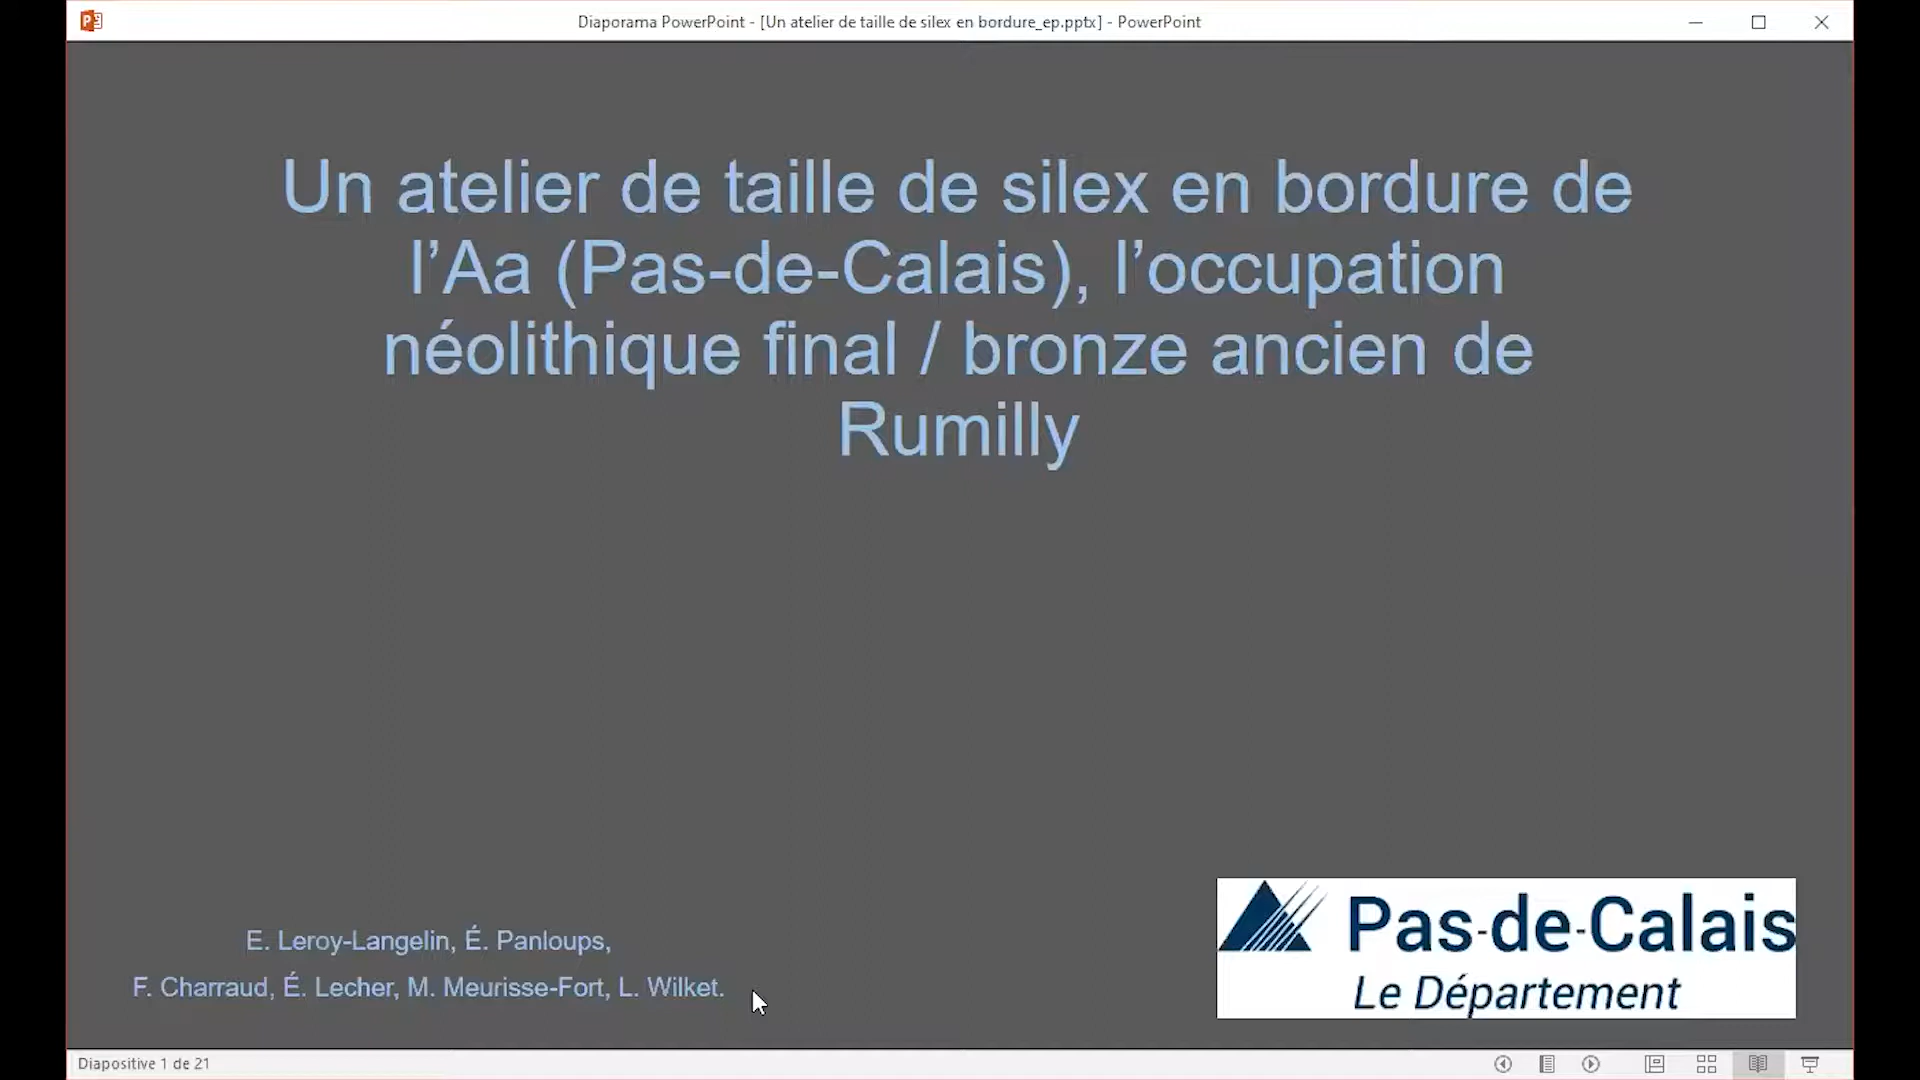 Diaporama PowerPoint - [Un atelier de taille de silex en bordure_ep.pptx] - PowerPoint
Un atelier de taille de silex en bordure de
l’Aa (Pas-de-Calais), l’occupation
néolithique final / bronze ancien de
Rumilly
E. Leroy-Langelin, É. Panloups,
F. Charraud, É. Lecher, M. Meurisse-Fort, L. Wilket.
Pas-de-Calais
Le Département
Diapositive 1 de 21